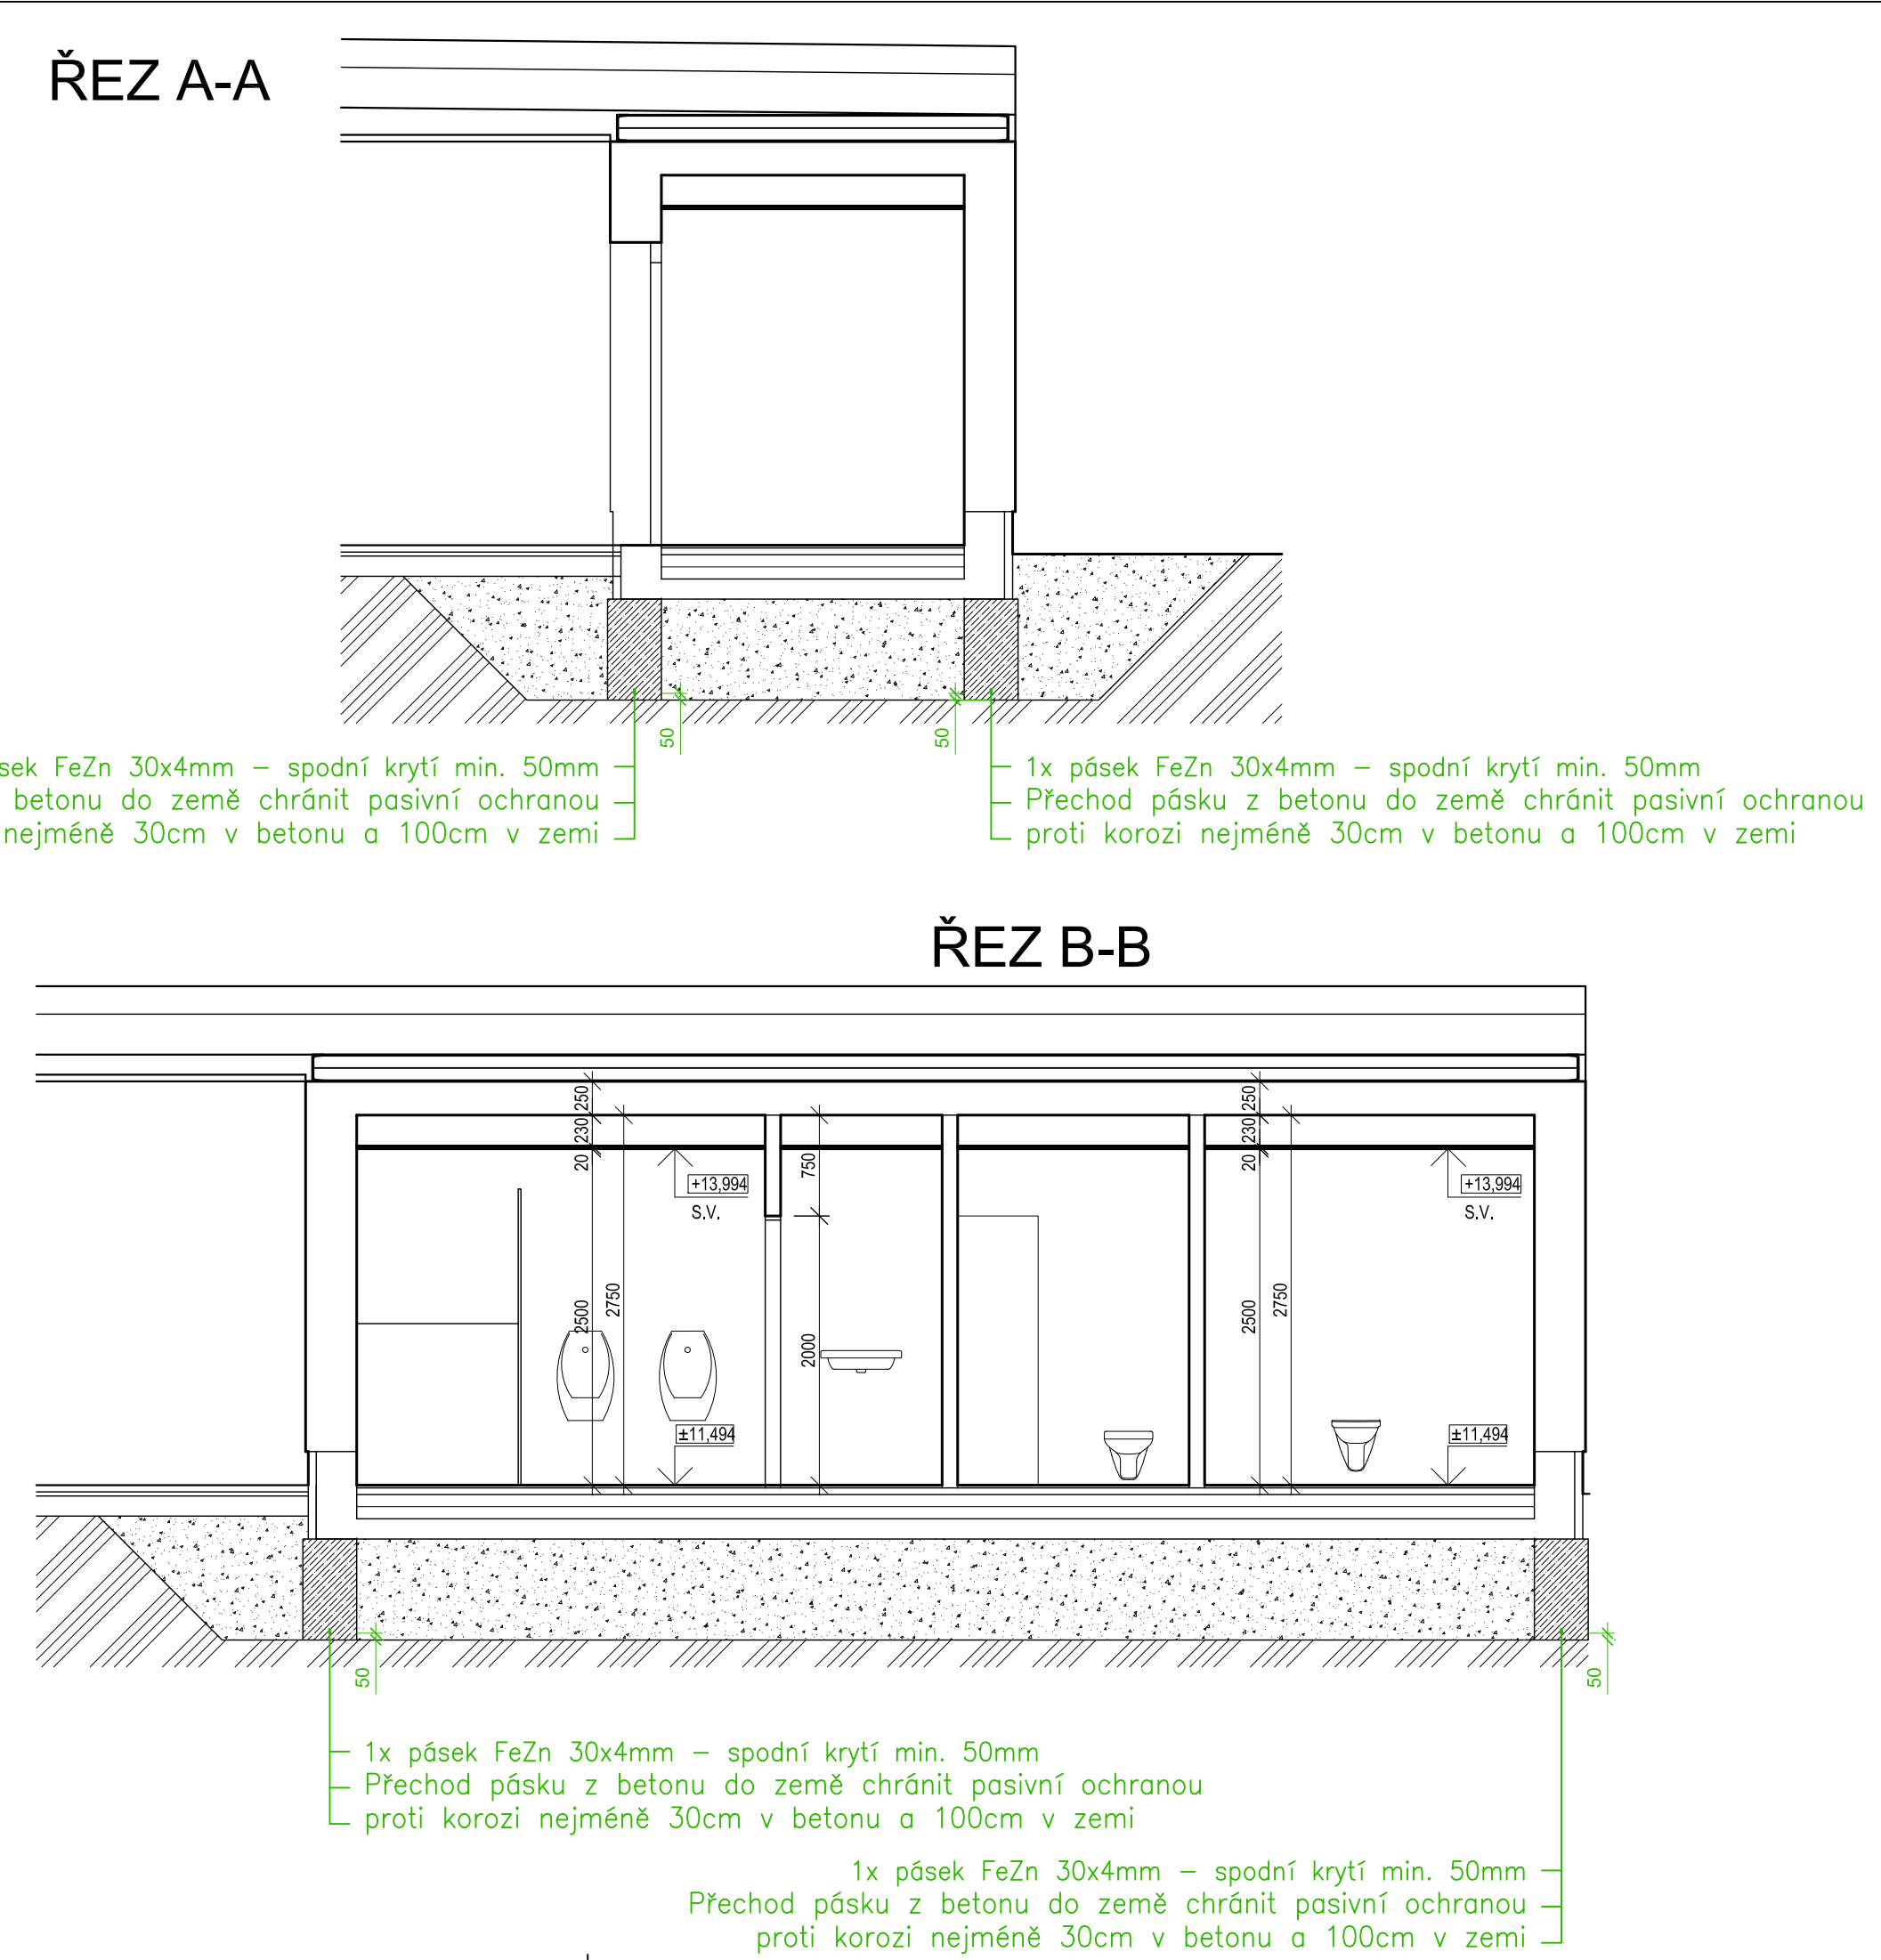 ŘEZ A-A
50
50
FeZn 30x4mm – spodní krytí min. 50mm
betonu do země chránit pasivní ochranou
nejméně 30cm v betonu a 100cm v zemi
1x pásek FeZn 30x4mm – spodní krytí min. 50mm
Přechod pásku z betonu do země chránit pasivní ochranou
proti korozi nejméně 30cm v betonu a 100cm v zemi
ŘEZ B-B
250
230
20
2500
2750
750
2000
+13,994
S.V.
±11,494
250
230
20
2500
2750
+13,994
S.V.
±11,494
50
50
1x pásek FeZn 30x4mm – spodní krytí min. 50mm
Přechod pásku z betonu do země chránit pasivní ochranou
proti korozi nejméně 30cm v betonu a 100cm v zemi
1x pásek FeZn 30x4mm – spodní krytí min. 50mm
Přechod pásku z betonu do země chránit pasivní ochranou
proti korozi nejméně 30cm v betonu a 100cm v zemi